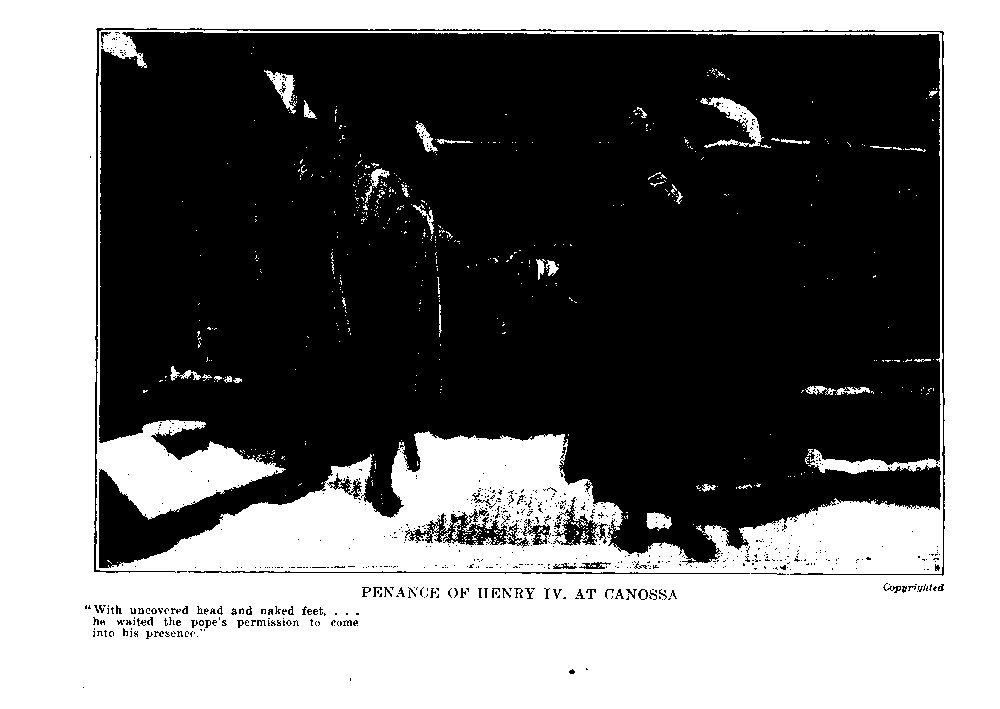 PENANCE OF HENRY IV. AT CANOSSA
Copyrighted
"With uncovered head and naked feet, . . .
he waited the pope's permission to come
into his presence."